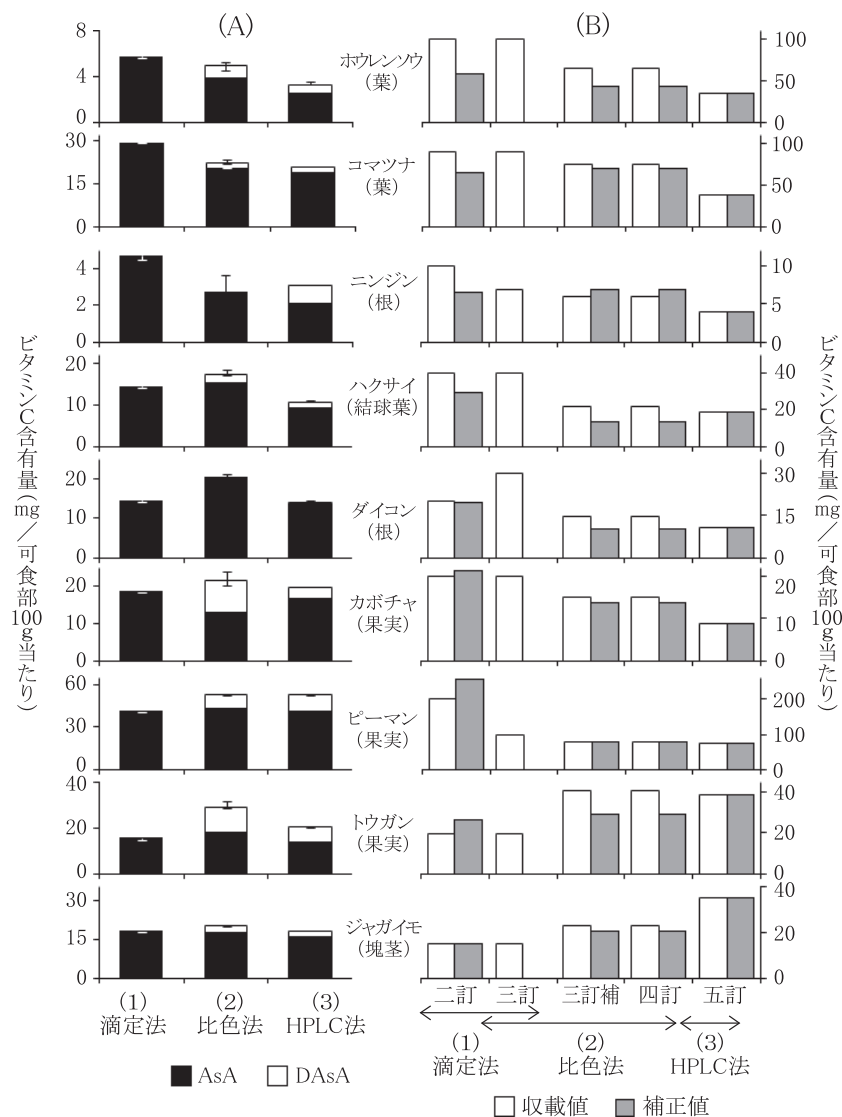 (A)
(B)
ビタミンC含有量(mg/可食部100g当たり)
8
4
0
ホウレンソウ
(葉)
100
50
0
30
15
0
コマツナ
(葉)
100
50
0
4
2
0
ニンジン
(根)
10
5
0
20
10
0
ハクサイ
(結球葉)
40
20
0
20
10
0
ダイコン
(根)
30
15
0
20
10
0
カボチャ
(果実)
20
10
0
60
30
0
ピーマン
(果実)
200
100
0
40
20
0
トウガン
(果実)
40
20
0
30
15
0
ジャガイモ
(塊茎)
40
20
0
ビタミンC含有量(mg/可食部100g当たり)
(1) (2) (3)
滴定法 比色法 HPLC法
■ AsA □ DAsA
二訂 三訂 三訂補 四訂 五訂
(1) (2) (3)
滴定法 比色法 HPLC法
□ 収載値 ■ 補正値